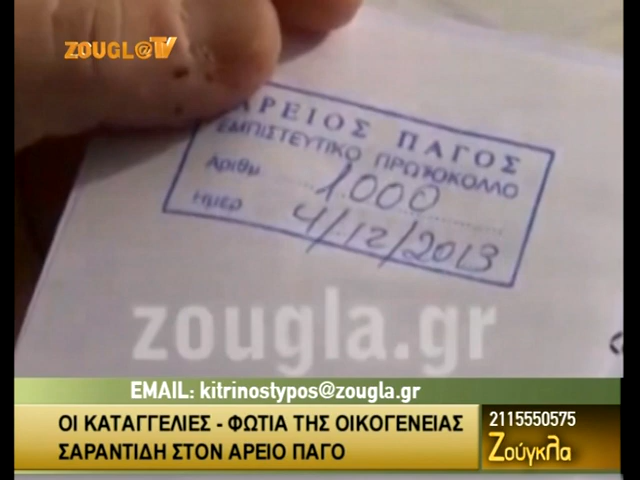 ZOUGL@TV
ΑΡΕΙΟΣ ΠΑΓΟΣ
ΕΜΠΙΣΤΕΥΤΙΚΟ ΠΡΩΤΟΚΟΛΛΟ
Αριθμ 1000
Ημερ 4/12/2013
zougla.gr
EMAIL: kitrinostypos@zougla.gr
ΟΙ ΚΑΤΑΓΓΕΛΙΕΣ - ΦΩΤΙΑ ΤΗΣ ΟΙΚΟΓΕΝΕΙΑΣ
ΣΑΡΑΝΤΙΔΗ ΣΤΟΝ ΑΡΕΙΟ ΠΑΓΟ
2115550575
Ζούγκλα